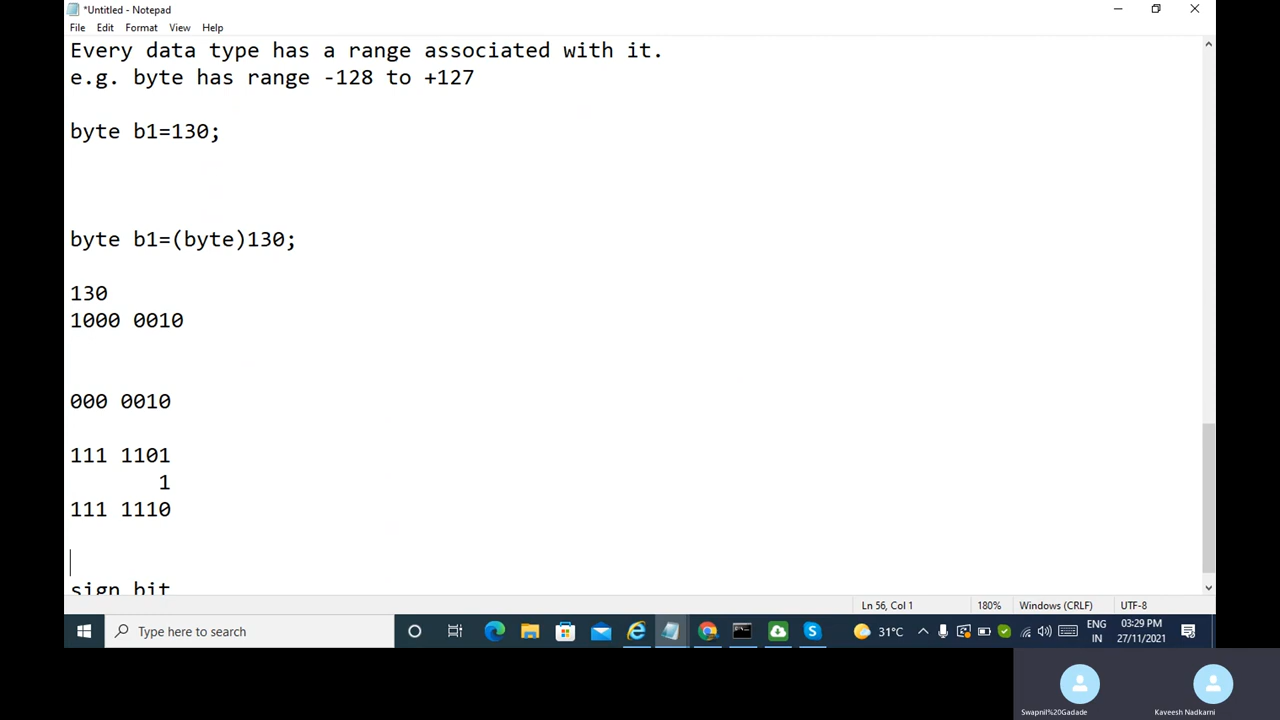 *Untitled - Notepad
File Edit Format View Help
Every data type has a range associated with it.
e.g. byte has range -128 to +127
byte b1=130;
byte b1=(byte)130;
130
1000 0010
000 0010
111 1101
1
111 1110
sign bit
Ln 56, Col 1 180% Windows (CRLF) UTF-8
Type here to search
31°C
ENG
IN
03:29 PM
27/11/2021
Swapnil%20Gadade
Kaveesh Nadkarni